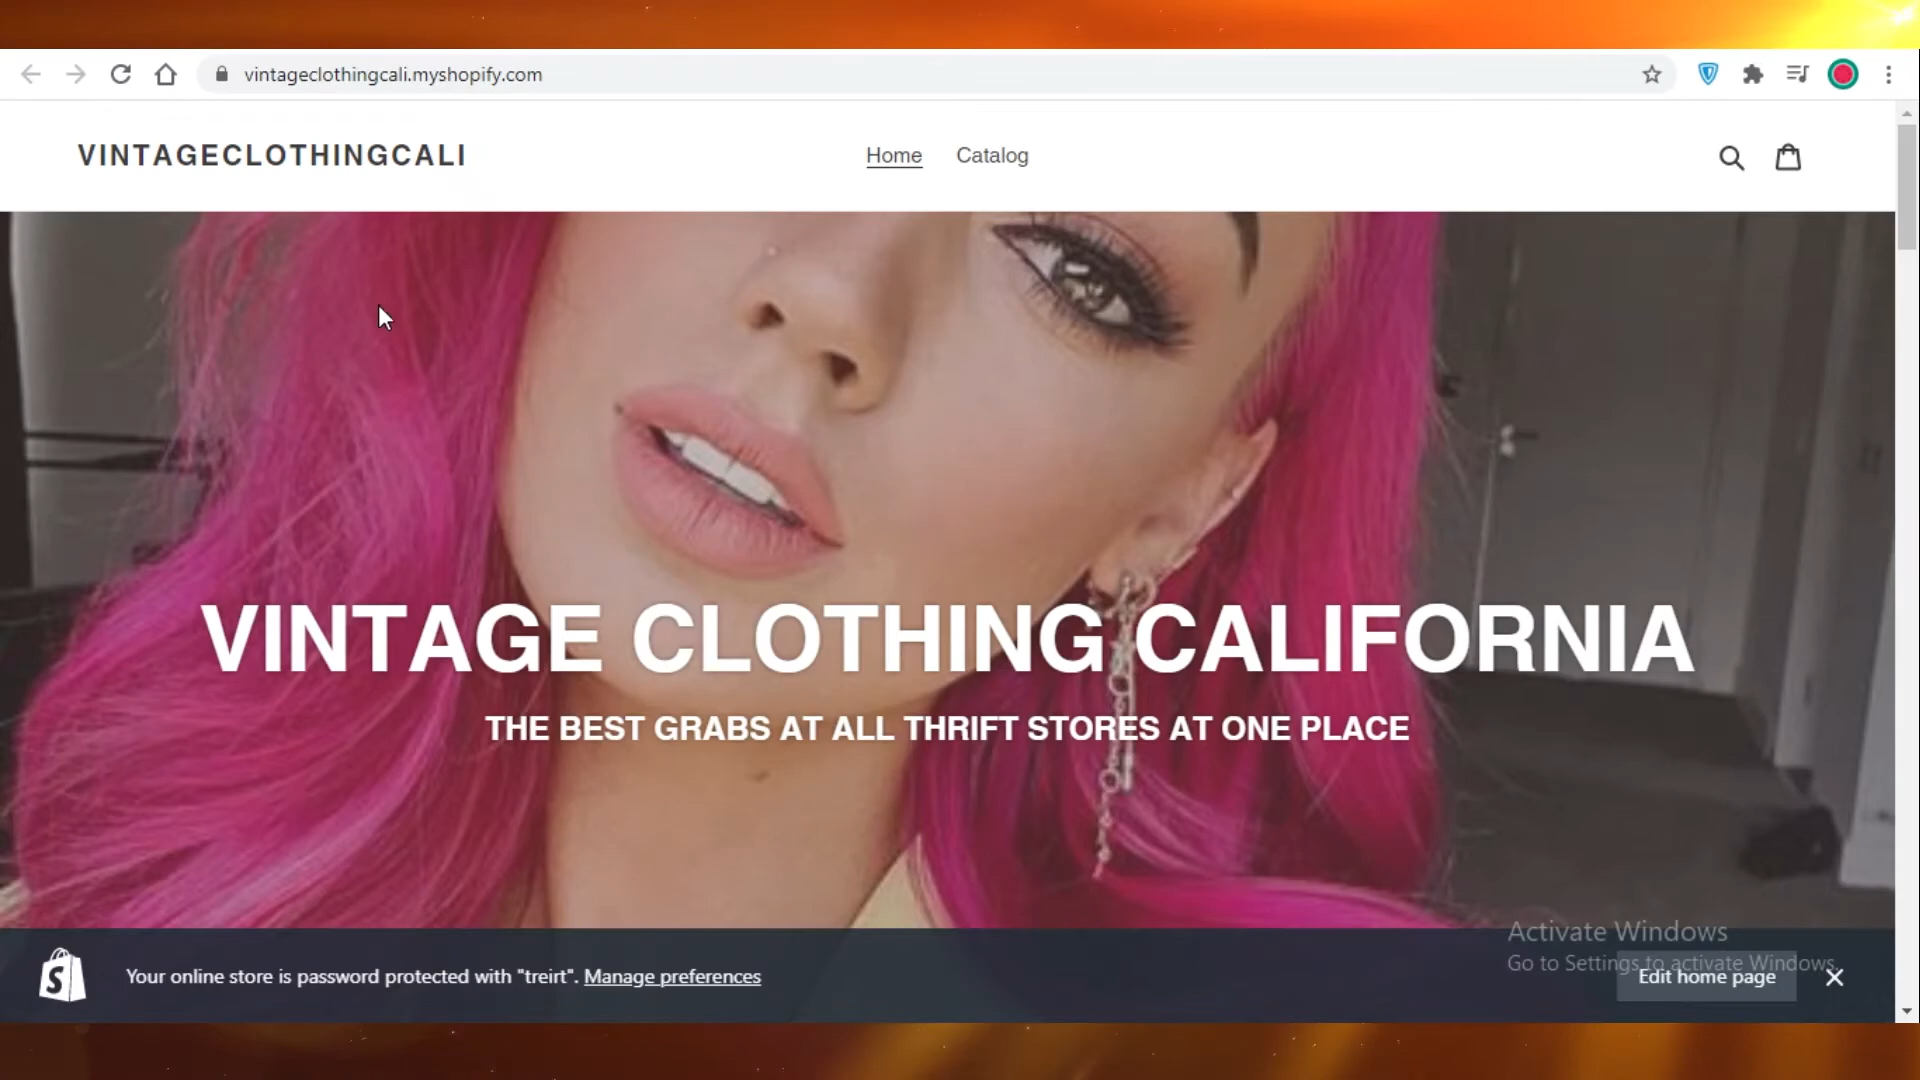 vintageclothingcali.myshopify.com
VINTAGECLOTHINGCALI
Home
Catalog
VINTAGE CLOTHING CALIFORNIA
THE BEST GRABS AT ALL THRIFT STORES AT ONE PLACE
Activate Windows
Go to Settings to activate Windows.
Your online store is password protected with "treirt". Manage preferences
Edit home page